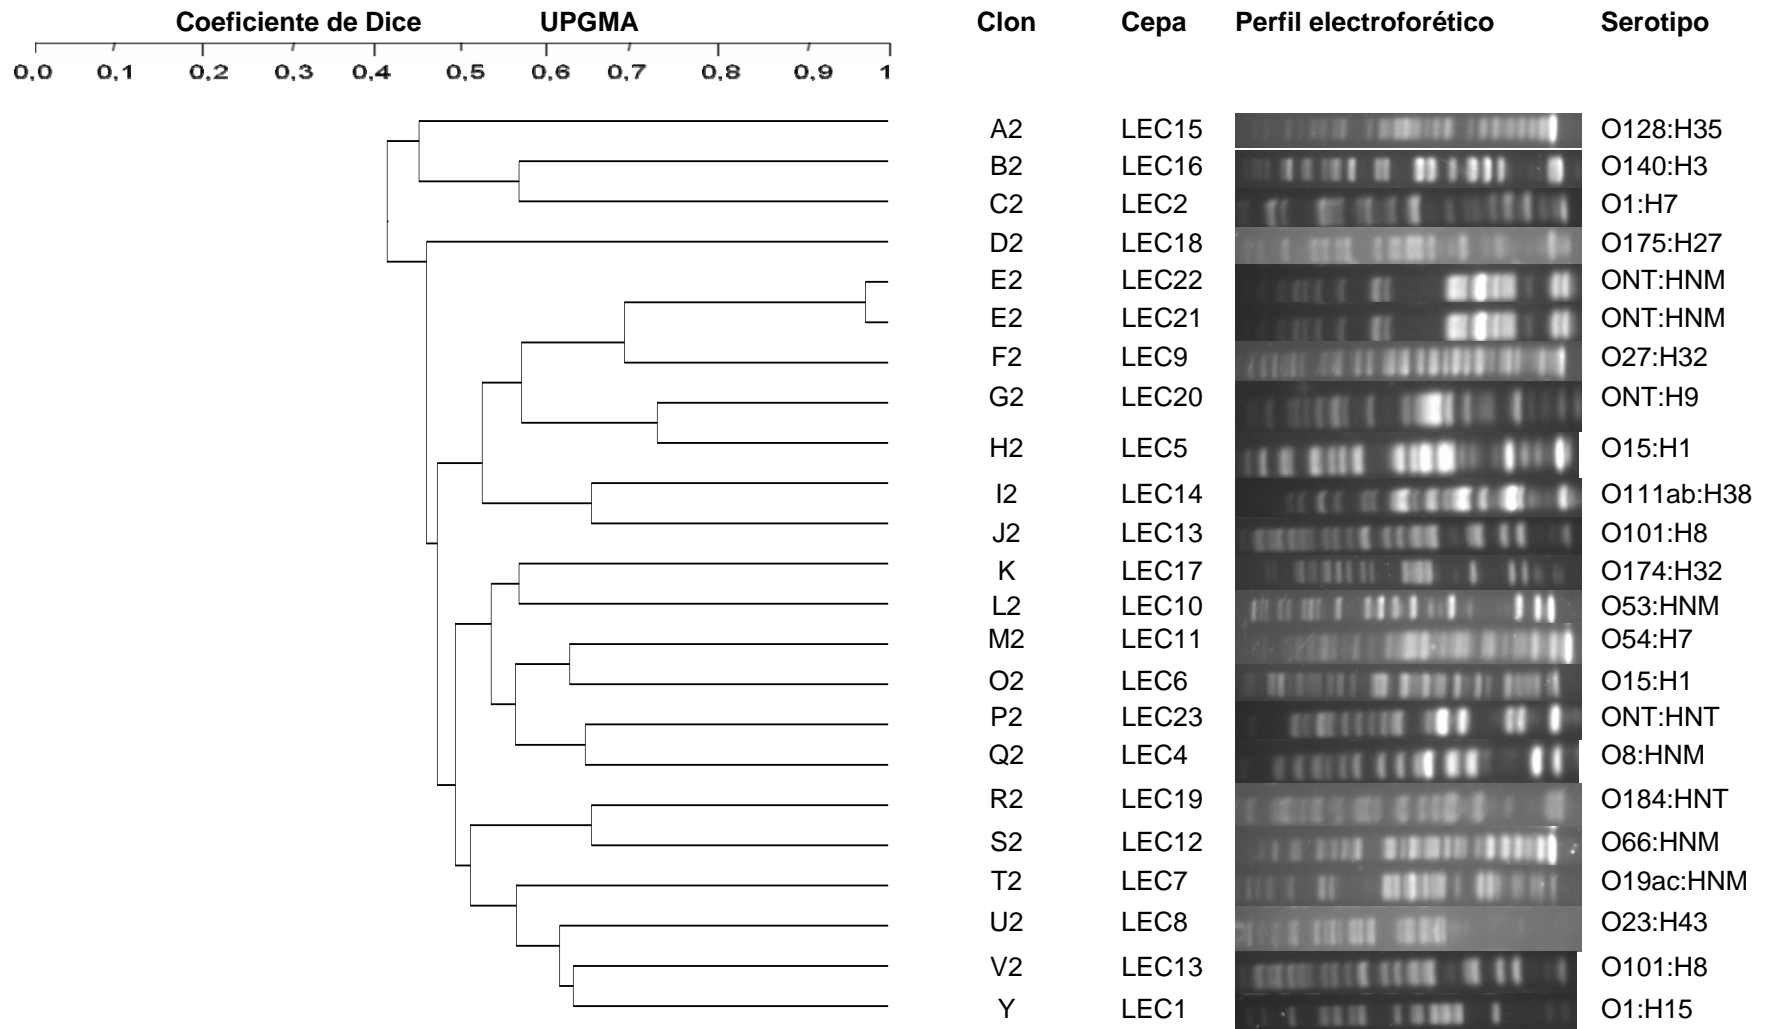 Coeficiente de Dice UPGMA Clon Cepa Perfil electroforético Serotipo
0,0 0,1 0,2 0,3 0,4 0,5 0,6 0,7 0,8 0,9 1
A2 LEC15 O128:H35
B2 LEC16 O140:H3
C2 LEC2 O1:H7
D2 LEC18 O175:H27
E2 LEC22 ONT:HNM
E2 LEC21 ONT:HNM
F2 LEC9 O27:H32
G2 LEC20 ONT:H9
H2 LEC5 O15:H1
I2 LEC14 O111ab:H38
J2 LEC13 O101:H8
K LEC17 O174:H32
L2 LEC10 O53:HNM
M2 LEC11 O54:H7
O2 LEC6 O15:H1
P2 LEC23 ONT:HNT
Q2 LEC4 O8:HNM
R2 LEC19 O184:HNT
S2 LEC12 O66:HNM
T2 LEC7 O19ac:HNM
U2 LEC8 O23:H43
V2 LEC13 O101:H8
Y LEC1 O1:H15